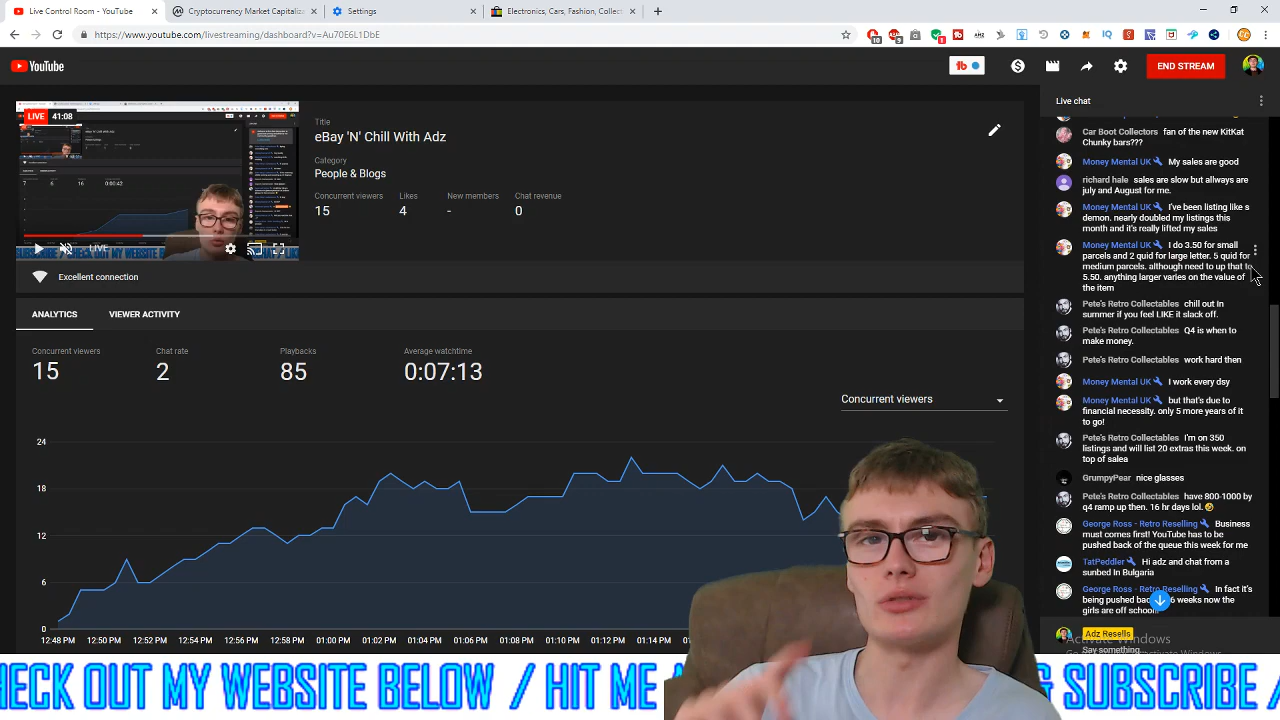 Live Control Room - YouTube
Cryptocurrency Market Capitaliz
Settings
Electronics, Cars, Fashion, Collect
https://www.youtube.com/livestreaming/dashboard?v=Au70E6L1DbE
YouTube
END STREAM
LIVE 41:08
LIVE
Title
eBay 'N' Chill With Adz
Category
People & Blogs
Concurrent viewers Likes New members Chat revenue
15 4 - 0
Excellent connection
ANALYTICS VIEWER ACTIVITY
Concurrent viewers Chat rate Playbacks Average watchtime
15 2 85 0:07:13
Concurrent viewers
24
18
12
6
0
12:48 PM 12:50 PM 12:52 PM 12:54 PM 12:56 PM 12:58 PM 01:00 PM 01:02 PM 01:04 PM 01:06 PM 01:08 PM 01:10 PM 01:12 PM 01:14 PM
Live chat
Car Boot Collectors fan of the new KitKat
Chunky bars???
Money Mental UK My sales are good
richard hale sales are slow but allways are
july and August for me.
Money Mental UK I've been listing like s
demon. nearly doubled my listings this
month and it's really lifted my sales
Money Mental UK I do 3.50 for small
parcels and 2 quid for large letter. 5 quid for
medium parcels. although need to up that to
5.50. anything larger varies on the value of
the item
Pete's Retro Collectables chill out in
summer if you feel LIKE it slack off.
Pete's Retro Collectables Q4 is when to
make money.
Pete's Retro Collectables work hard then
Money Mental UK I work every dsy
Money Mental UK but that's due to
financial necessity. only 5 more years of it
to go!
Pete's Retro Collectables I'm on 350
listings and will list 20 extras this week. on
top of salea
GrumpyPear nice glasses
Pete's Retro Collectables have 800-1000 by
q4 ramp up then. 16 hr days lol. 🤣
George Ross - Retro Reselling Business
must comes first! YouTube has to be
pushed back of the queue this week for me
TatPeddler Hi adz and chat from a
sunbed in Bulgaria
George Ross - Retro Reselling In fact it's
being pushed 6 weeks now the
girls are off school
Adz Resells
Say something
Activate Windows
HECK OUT MY WEBSITE BELOW / HIT ME SUBSCRIBE /